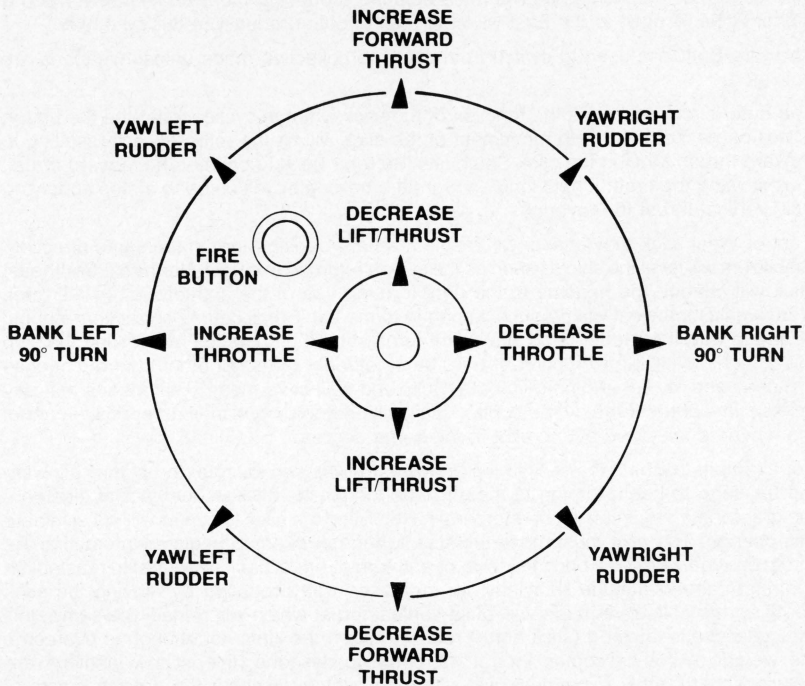 INCREASE
FORWARD
THRUST
YAWLEFT
RUDDER
YAWRIGHT
RUDDER
DECREASE
LIFT/THRUST
FIRE
BUTTON
BANK LEFT
90° TURN
INCREASE
THROTTLE
DECREASE
THROTTLE
BANK RIGHT
90° TURN
INCREASE
LIFT/THRUST
YAWLEFT
RUDDER
YAWRIGHT
RUDDER
DECREASE
FORWARD
THRUST